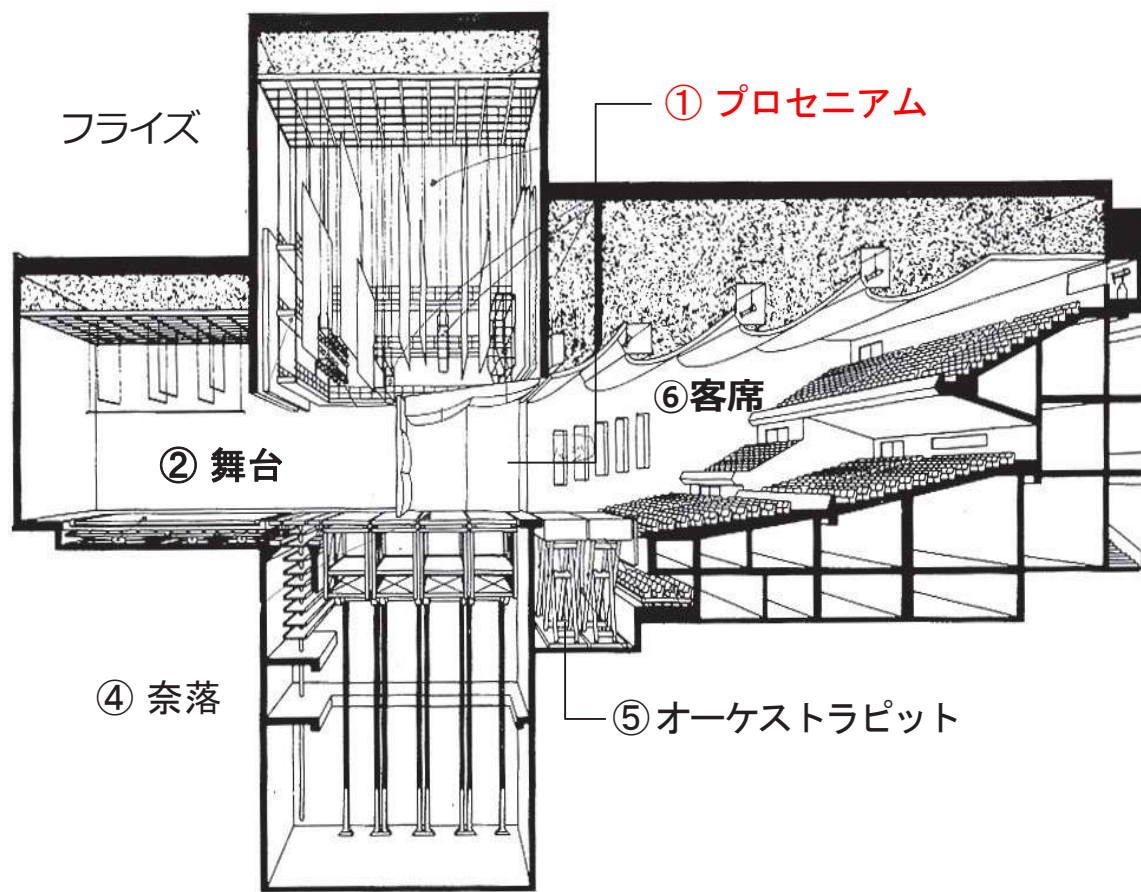 フライズ
① プロセニアム
⑥客席
② 舞台
④ 奈落
⑤オーケストラピット